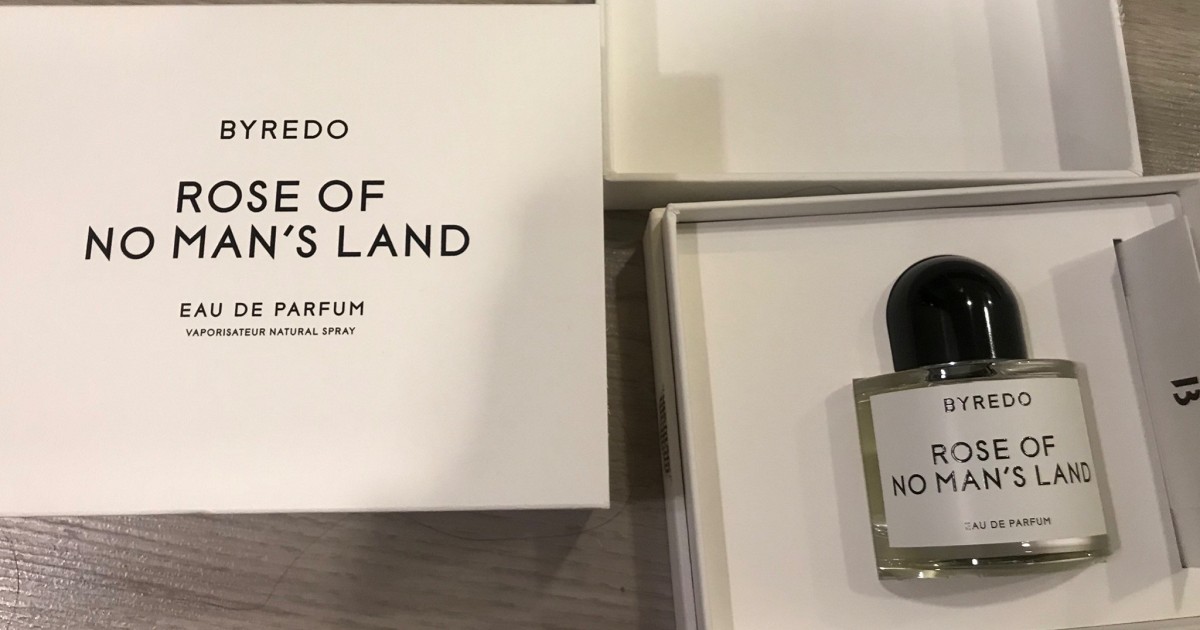 BYREDO
ROSE OF
NO MAN'S LAND
EAU DE PARFUM
VAPORISATEUR NATURAL SPRAY
BYREDO
ROSE OF
NO MAN'S LAND
EAU DE PARFUM
B